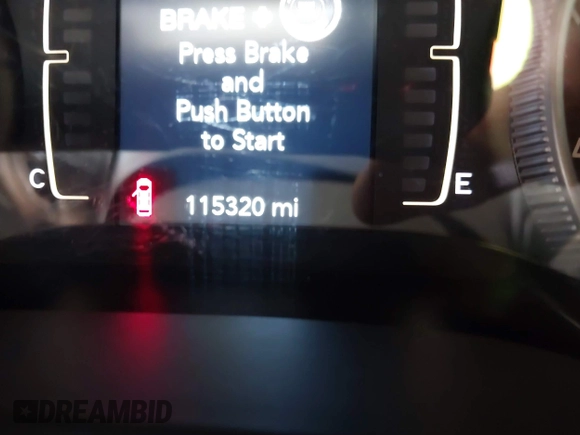 BRAKE +
Press Brake
and
Push Button
to Start
C
E
115320 mi
DREAMBID